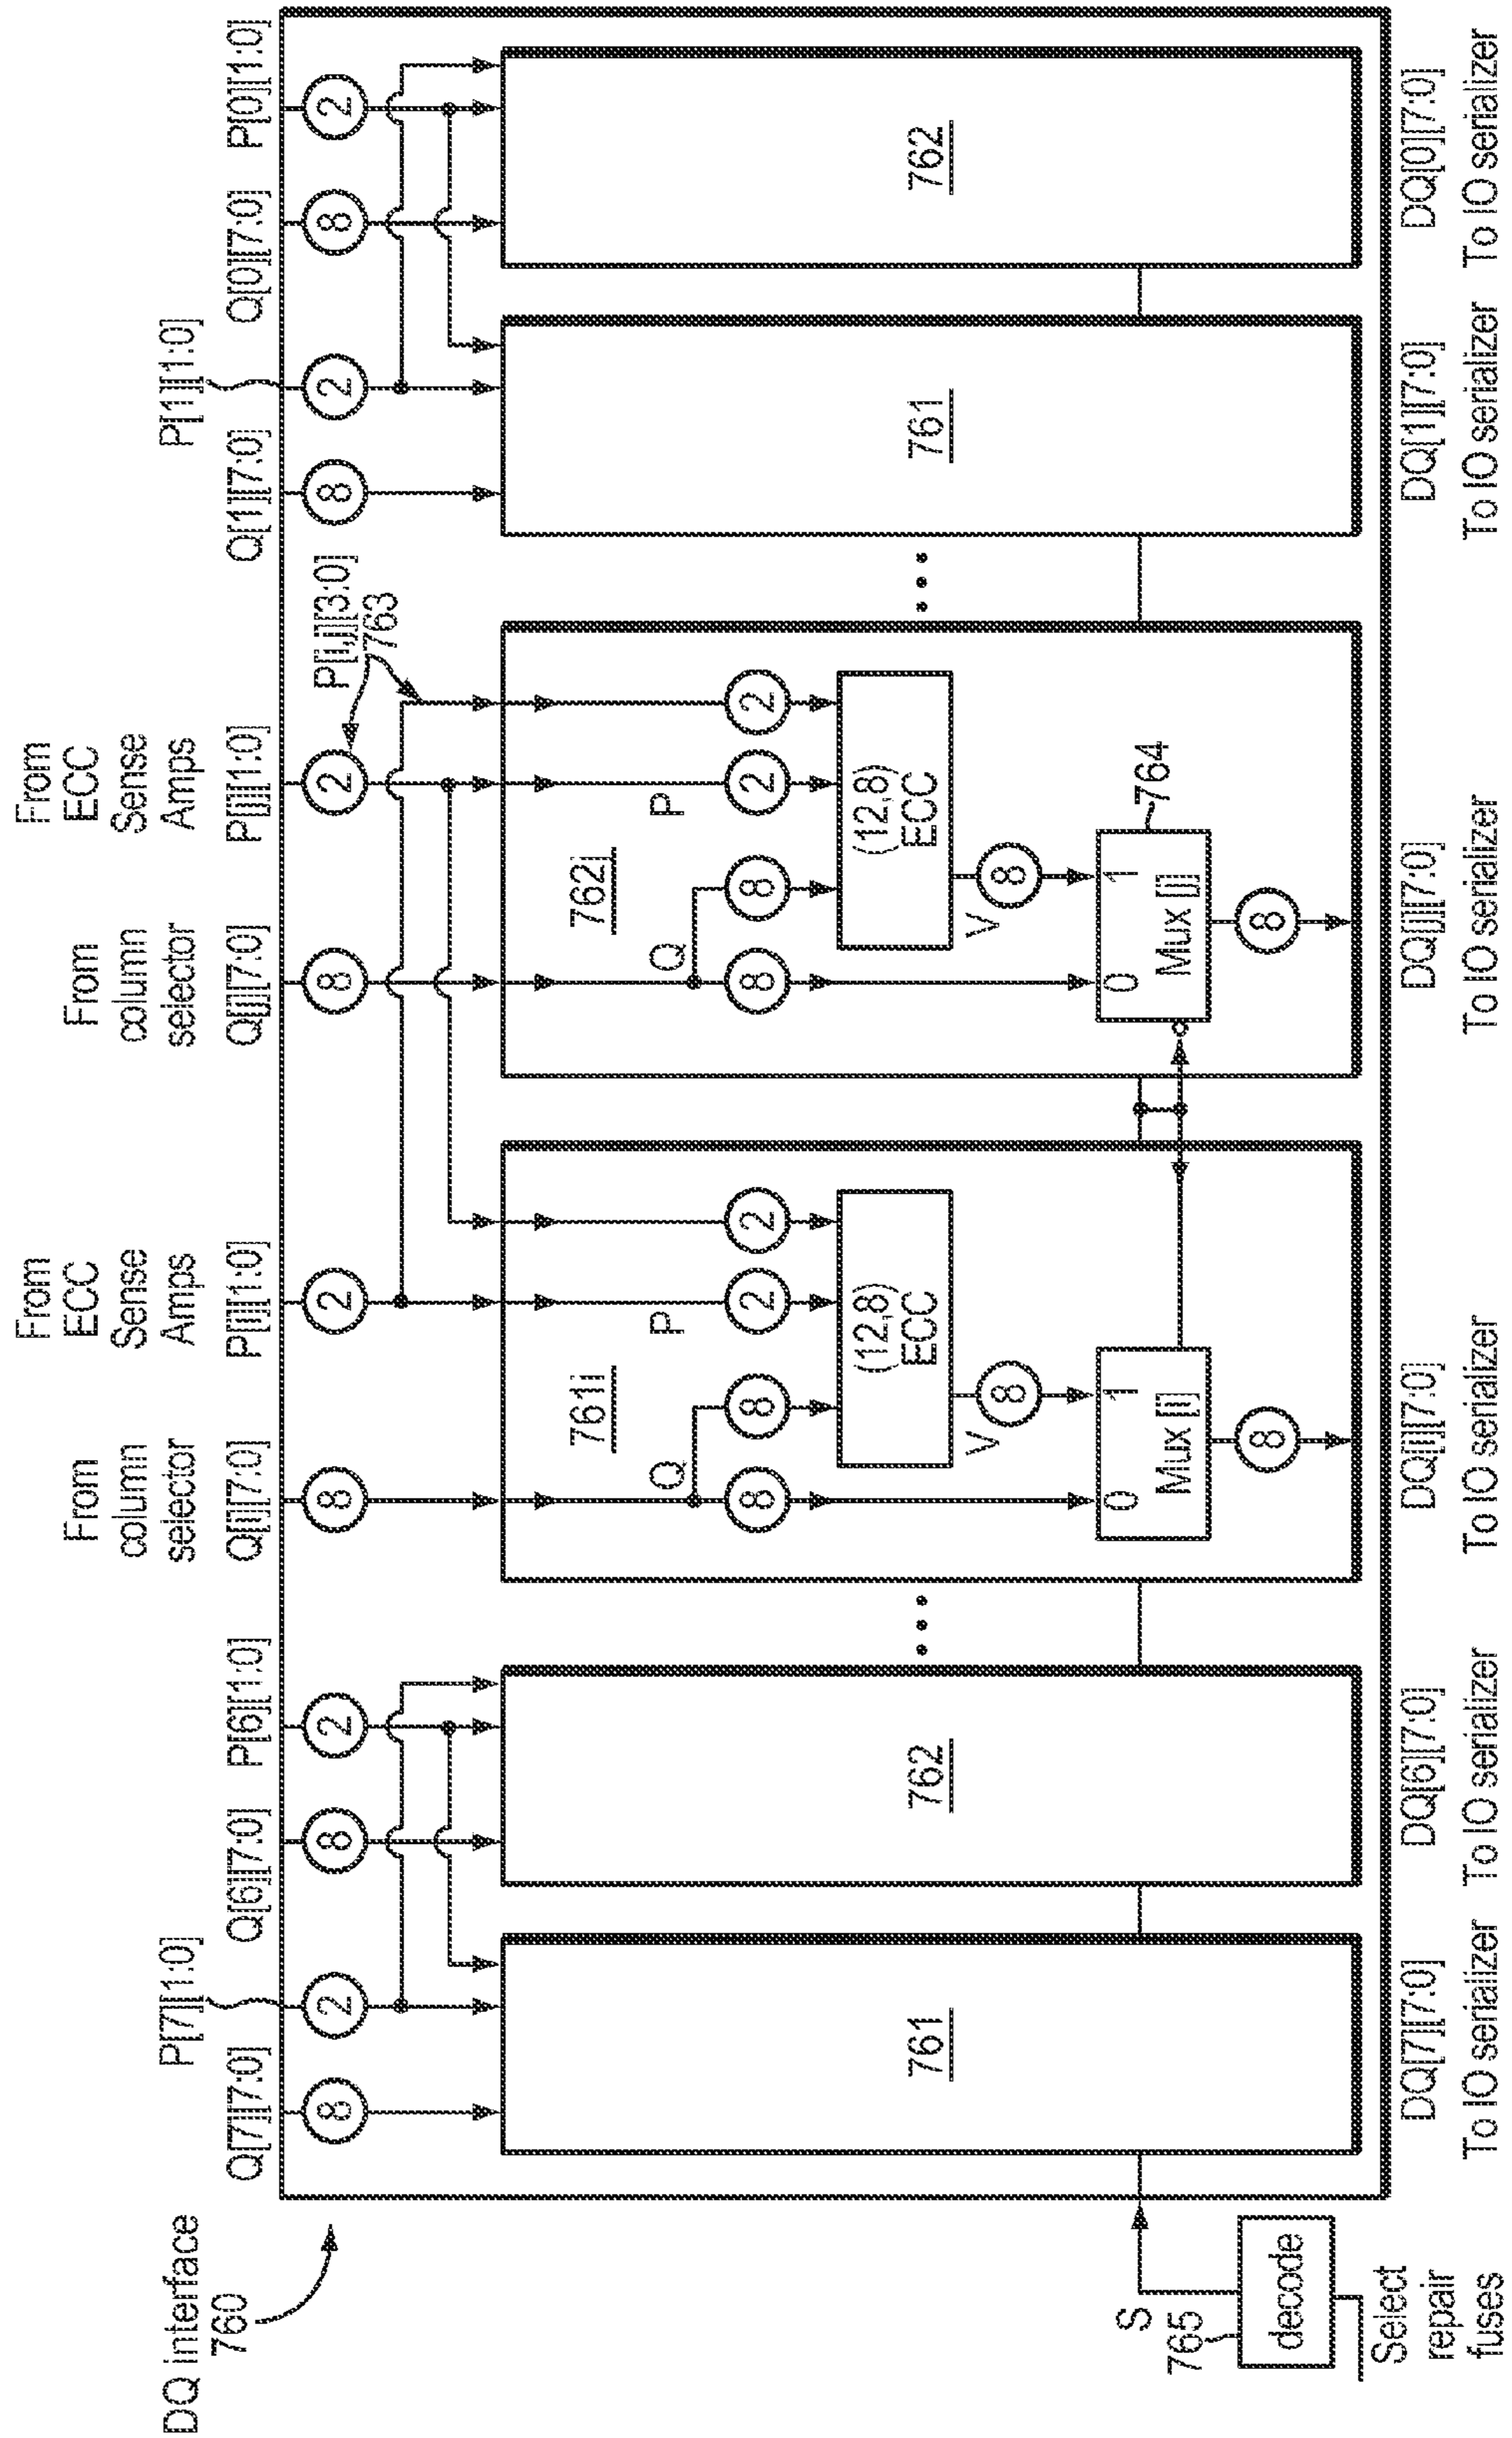 DQ interface
760
Q[7][7:0]
P[7][1:0]
Q[6][7:0]
P[6][1:0]
From
column
selector
Q[i][7:0]
From
ECC
Sense
Amps
P[i][1:0]
From
column
selector
Q[j][7:0]
From
ECC
Sense
Amps
P[j][1:0]
P[i,j][3:0]
763
Q[1][7:0]
P[1][1:0]
Q[0][7:0]
P[0][1:0]
8
2
8
2
8
2
8
2
8
2
8
2
761
762
...
761i
Q
P
8
8
2
2
(12,8)
ECC
V
8
0
1
Mux [i]
8
762j
Q
P
8
8
2
2
(12,8)
ECC
V
8
0
1
Mux [j]
764
8
...
761
762
S
765
decode
Select
repair
fuses
DQ[7][7:0]
To IO serializer
DQ[6][7:0]
To IO serializer
DQ[i][7:0]
To IO serializer
DQ[j][7:0]
To IO serializer
DQ[1][7:0]
To IO serializer
DQ[0][7:0]
To IO serializer